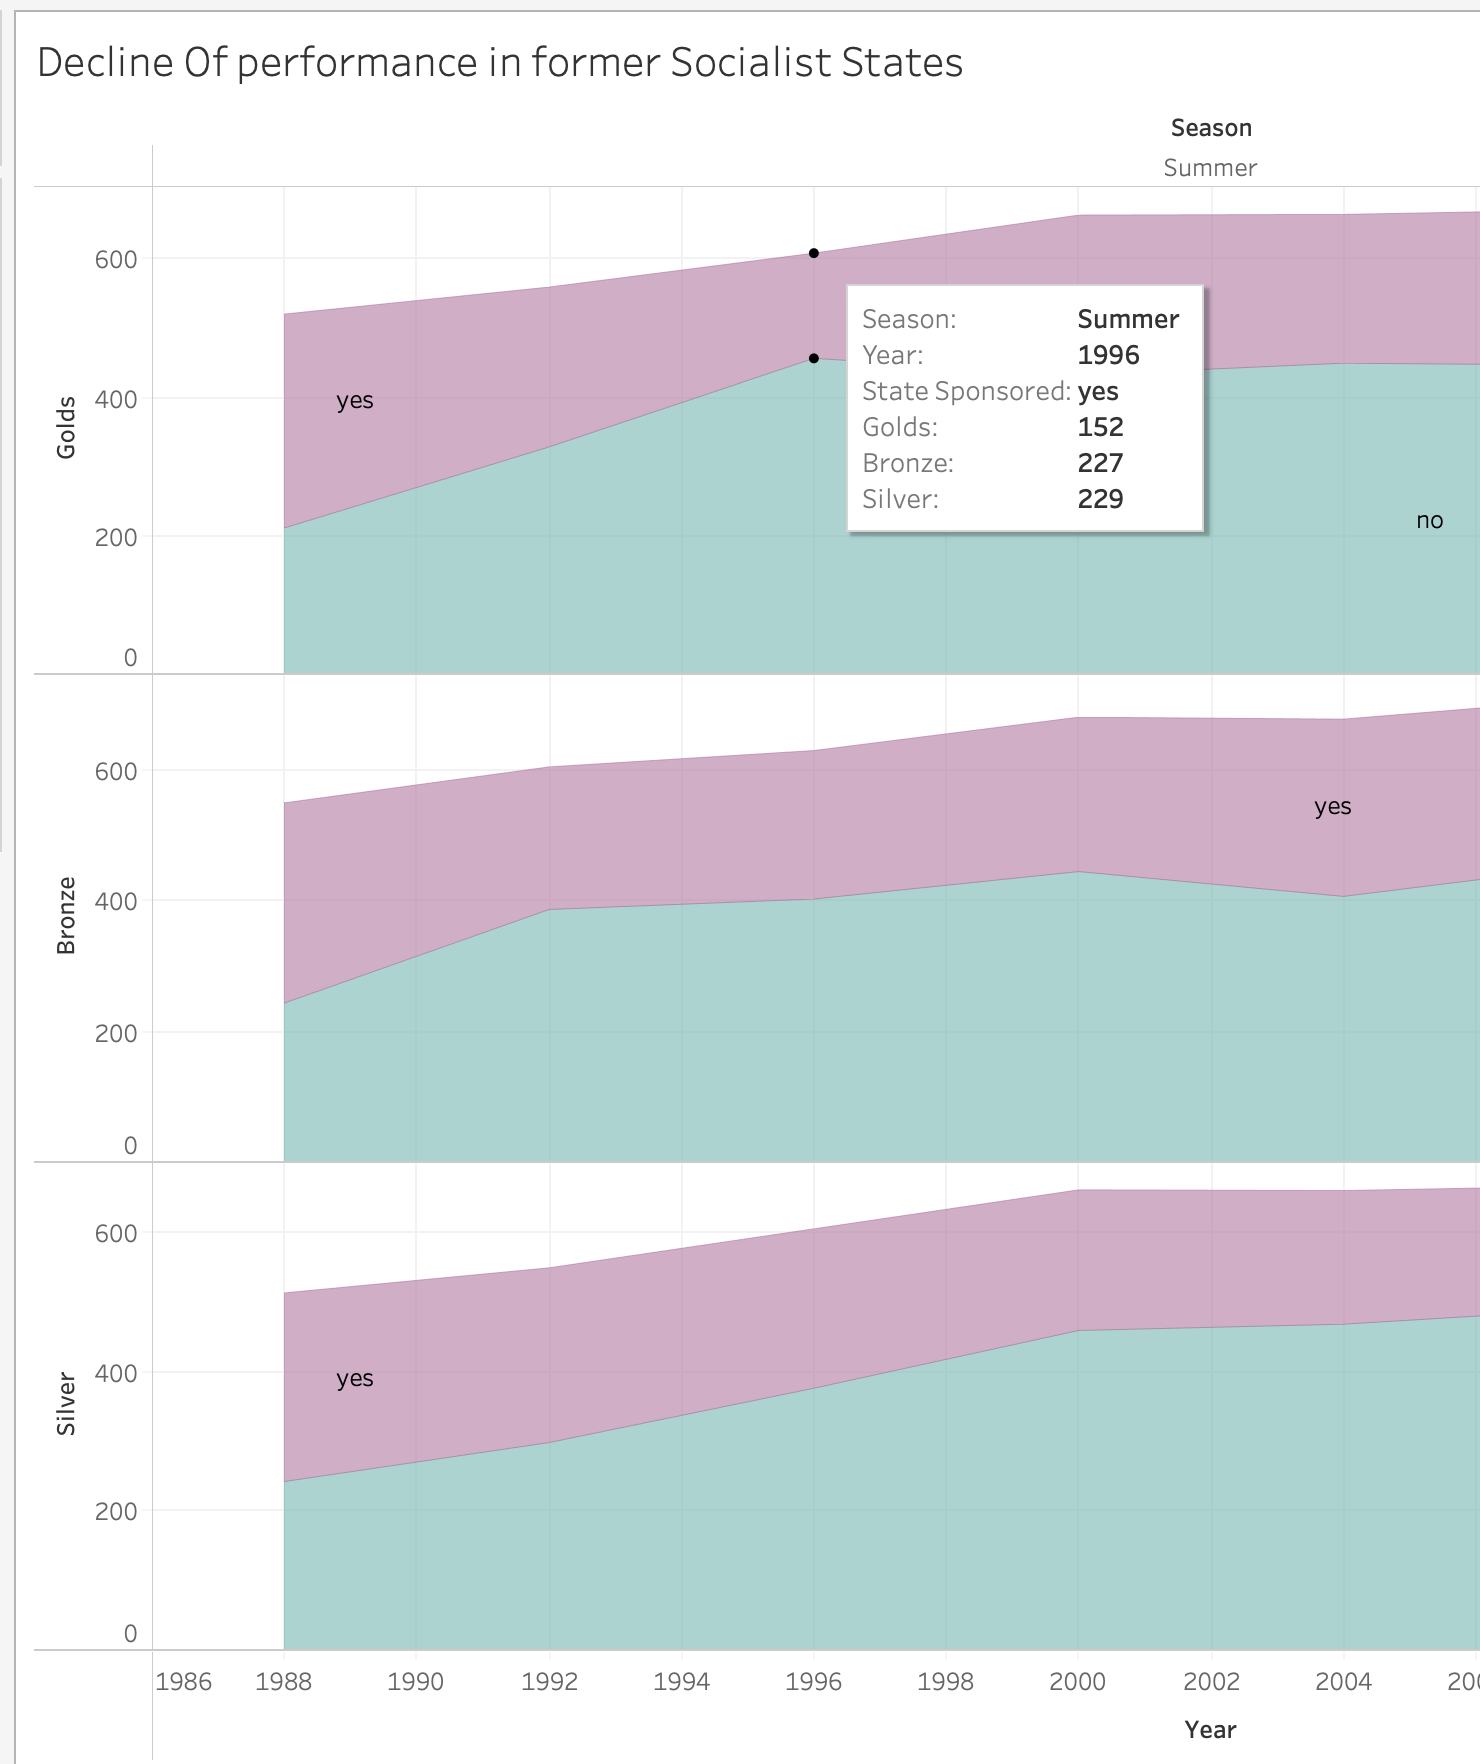 Decline Of performance in former Socialist States
Season
Summer
Golds
600
400
200
0
yes
Season: Summer
Year: 1996
State Sponsored: yes
Golds: 152
Bronze: 227
Silver: 229
no
Bronze
600
400
200
0
yes
Silver
600
400
200
0
yes
1986 1988 1990 1992 1994 1996 1998 2000 2002 2004
Year